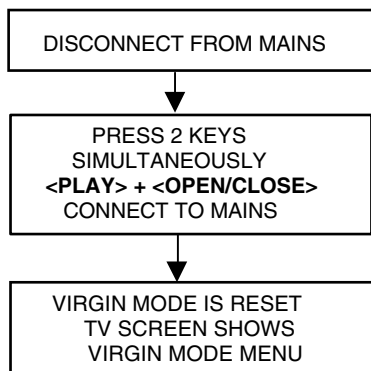 DISCONNECT FROM MAINS
PRESS 2 KEYS
SIMULTANEOUSLY
<PLAY> + <OPEN/CLOSE>
CONNECT TO MAINS
VIRGIN MODE IS RESET
TV SCREEN SHOWS
VIRGIN MODE MENU